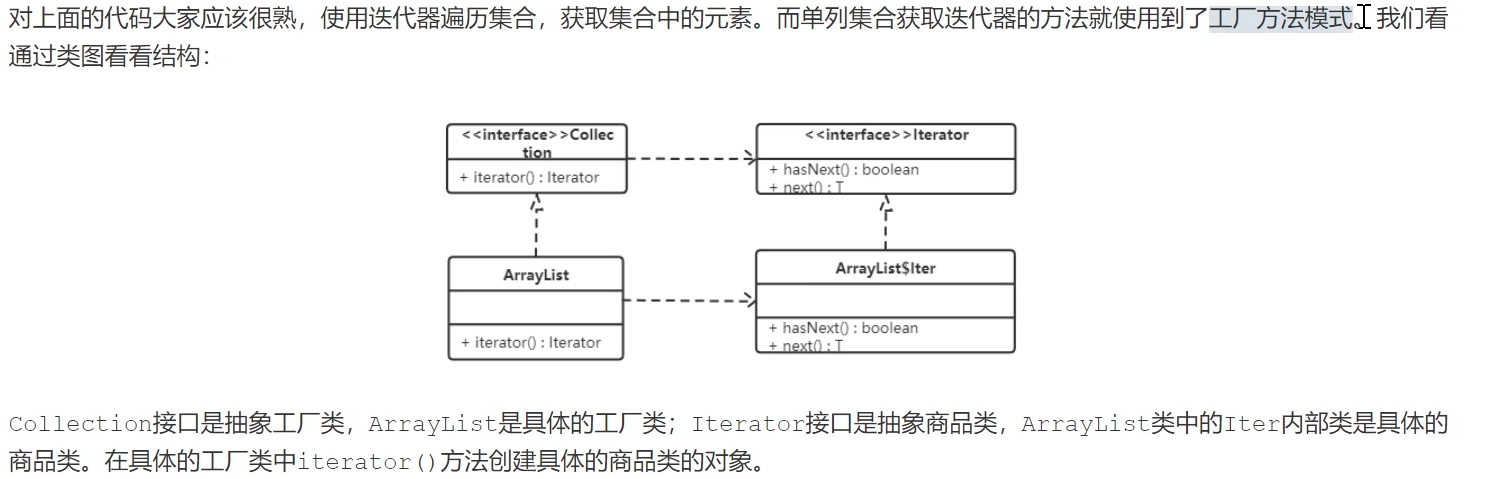 对上面的代码大家应该很熟，使用迭代器遍历集合，获取集合中的元素。而单列集合获取迭代器的方法就使用到了工厂方法模式。我们看
通过类图看看结构：
<<interface>>Collec
tion
+ iterator() : Iterator
<<interface>>Iterator
+ hasNext() : boolean
+ next() : T
ArrayList
+ iterator() : Iterator
ArrayList$Iter
+ hasNext() : boolean
+ next() : T
Collection接口是抽象工厂类，ArrayList是具体的工厂类；Iterator接口是抽象商品类，ArrayList类中的Iter内部类是具体的
商品类。在具体的工厂类中iterator()方法创建具体的商品类的对象。